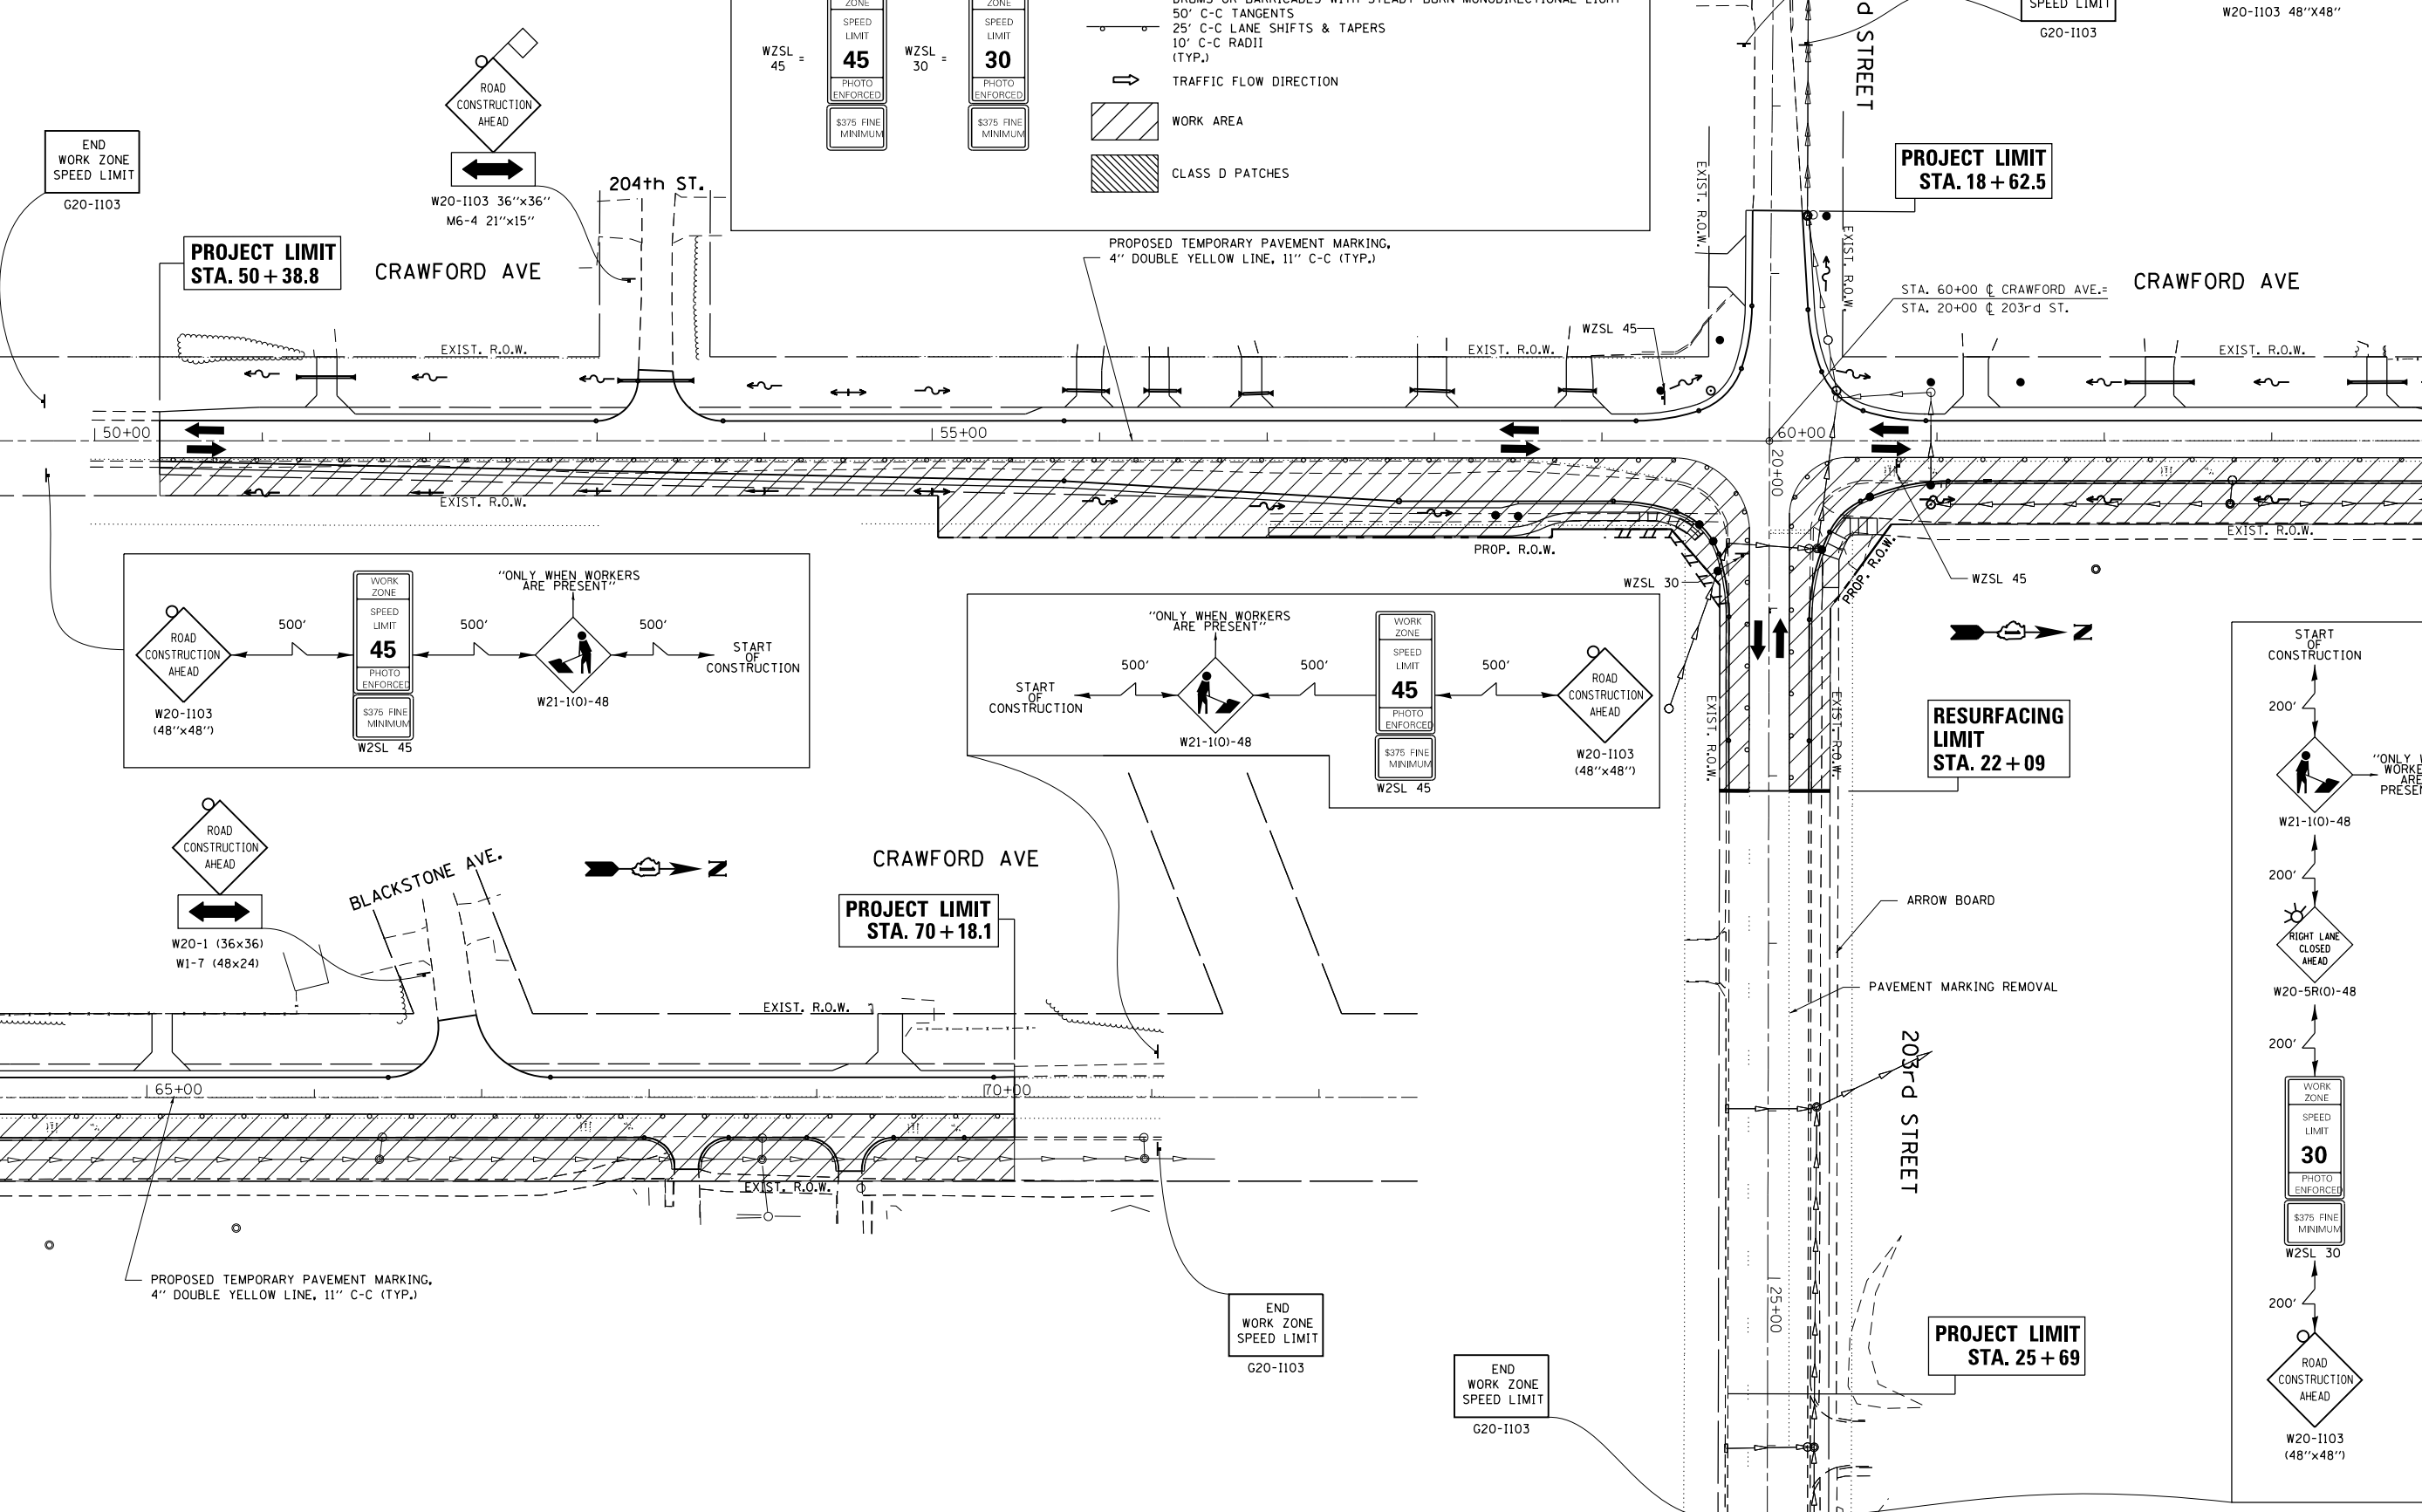 ZONE
SPEED
LIMIT
45
PHOTO
ENFORCED
$375 FINE
MINIMUM
WZSL
45 =
ZONE
SPEED
LIMIT
30
PHOTO
ENFORCED
$375 FINE
MINIMUM
WZSL
30 =
DRUMS OR BARRICADES WITH STEADY BURN MONODIRECTIONAL LIGHT
50' C-C TANGENTS
25' C-C LANE SHIFTS & TAPERS
10' C-C RADII
(TYP.)
TRAFFIC FLOW DIRECTION
WORK AREA
CLASS D PATCHES
d STREET
SPEED LIMIT
G20-I103
W20-I103 48"X48"
ROAD
CONSTRUCTION
AHEAD
W20-I103 36"x36"
M6-4 21"x15"
END
WORK ZONE
SPEED LIMIT
G20-I103
204th ST.
PROJECT LIMIT
STA. 50+38.8
CRAWFORD AVE
PROPOSED TEMPORARY PAVEMENT MARKING,
4" DOUBLE YELLOW LINE, 11" C-C (TYP.)
EXIST. R.O.W.
EXIST. R.O.W.
PROJECT LIMIT
STA. 18+62.5
STA. 60+00 ℄ CRAWFORD AVE.=
STA. 20+00 ℄ 203rd ST.
CRAWFORD AVE
EXIST. R.O.W.
WZSL 45
EXIST. R.O.W.
EXIST. R.O.W.
50+00
55+00
60+00
20+00
EXIST. R.O.W.
PROP. R.O.W.
EXIST. R.O.W.
PROP. R.O.W.
WZSL 30
WZSL 45
ROAD
CONSTRUCTION
AHEAD
W20-I103
(48"x48")
500'
WORK
ZONE
SPEED
LIMIT
45
PHOTO
ENFORCED
$375 FINE
MINIMUM
W2SL 45
500'
"ONLY WHEN WORKERS
ARE PRESENT"
W21-1(O)-48
500'
START
OF
CONSTRUCTION
START
OF
CONSTRUCTION
500'
"ONLY WHEN WORKERS
ARE PRESENT"
W21-1(O)-48
500'
WORK
ZONE
SPEED
LIMIT
45
PHOTO
ENFORCED
$375 FINE
MINIMUM
W2SL 45
500'
ROAD
CONSTRUCTION
AHEAD
W20-I103
(48"x48")
EXIST. R.O.W.
EXIST. R.O.W.
N
RESURFACING
LIMIT
STA. 22+09
START
OF
CONSTRUCTION
200'
"ONLY W
WORKE
ARE
PRESEN
W21-1(O)-48
200'
RIGHT LANE
CLOSED
AHEAD
W20-5R(O)-48
200'
WORK
ZONE
SPEED
LIMIT
30
PHOTO
ENFORCED
$375 FINE
MINIMUM
W2SL 30
200'
ROAD
CONSTRUCTION
AHEAD
W20-I103
(48"x48")
ROAD
CONSTRUCTION
AHEAD
W20-1 (36x36)
W1-7 (48x24)
BLACKSTONE AVE.
N
CRAWFORD AVE
PROJECT LIMIT
STA. 70+18.1
EXIST. R.O.W.
65+00
70+00
EXIST. R.O.W.
PROPOSED TEMPORARY PAVEMENT MARKING,
4" DOUBLE YELLOW LINE, 11" C-C (TYP.)
END
WORK ZONE
SPEED LIMIT
G20-I103
ARROW BOARD
PAVEMENT MARKING REMOVAL
203rd STREET
25+00
PROJECT LIMIT
STA. 25+69
END
WORK ZONE
SPEED LIMIT
G20-I103